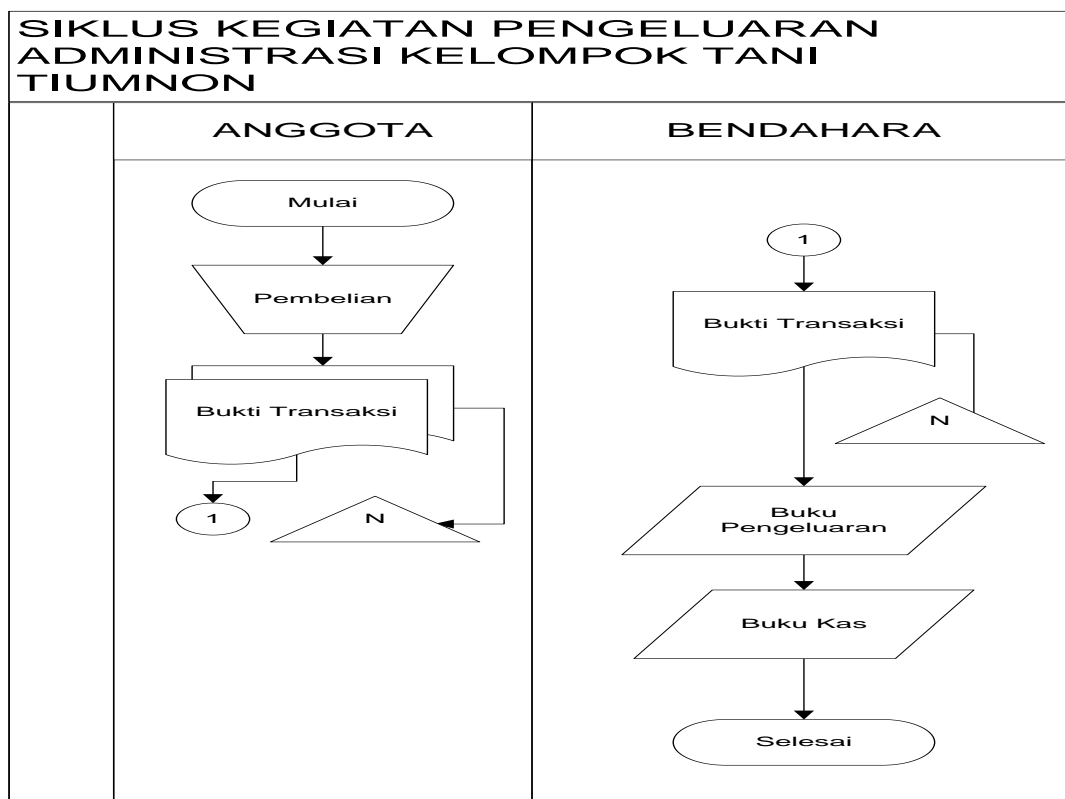 SIKLUS KEGIATAN PENGELUARAN
ADMINISTRASI KELOMPOK TANI
TIUMNON
ANGGOTA
Mulai
Pembelian
Bukti Transaksi
1
N
BENDAHARA
1
Bukti Transaksi
N
Buku
Pengeluaran
Buku Kas
Selesai